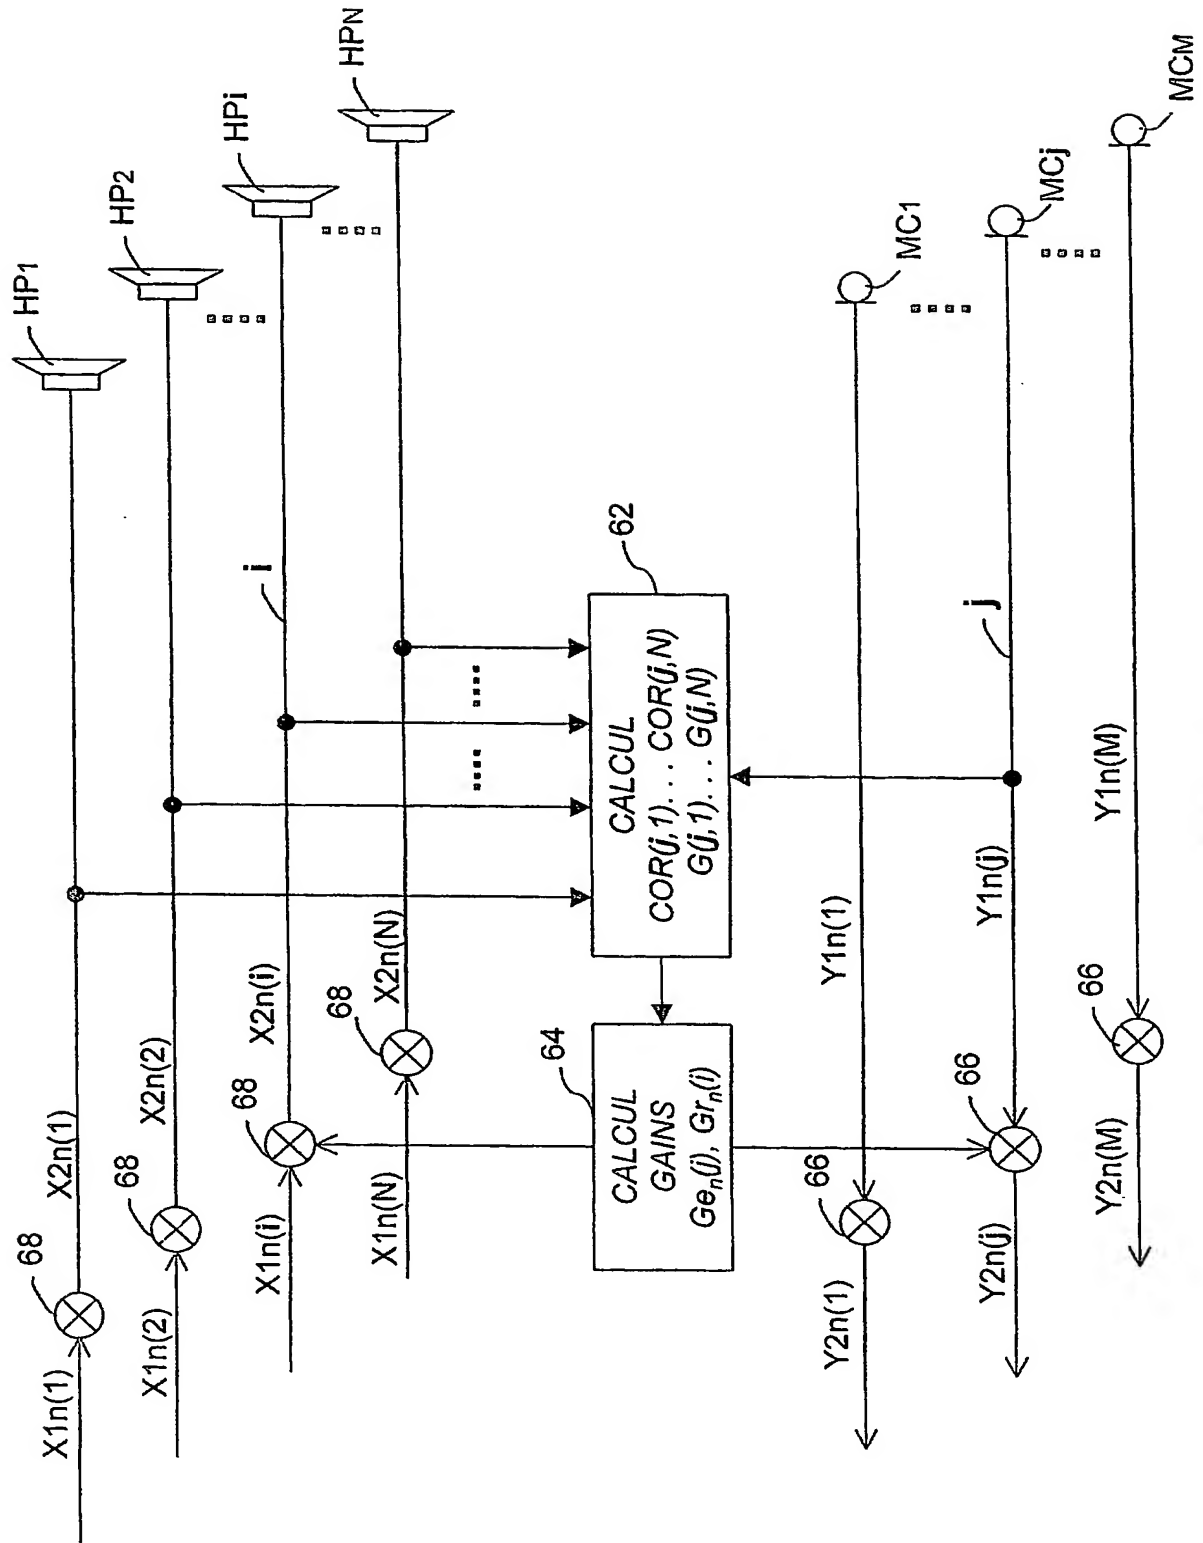 HP1
HP2
HPi
HPN
X1n(1)
68
X2n(1)
X1n(2)
68
X2n(2)
X1n(i)
68
X2n(i)
i
X1n(N)
68
X2n(N)
64
CALCUL
GAINS
Gen(j), Grn(i)
62
CALCUL
COR(j,1). . . COR(j,N)
G(j,1). . . G(j,N)
Y2n(1)
66
Y1n(1)
MC1
Y2n(j)
66
Y1n(j)
j
MCj
Y2n(M)
66
Y1n(M)
MCM